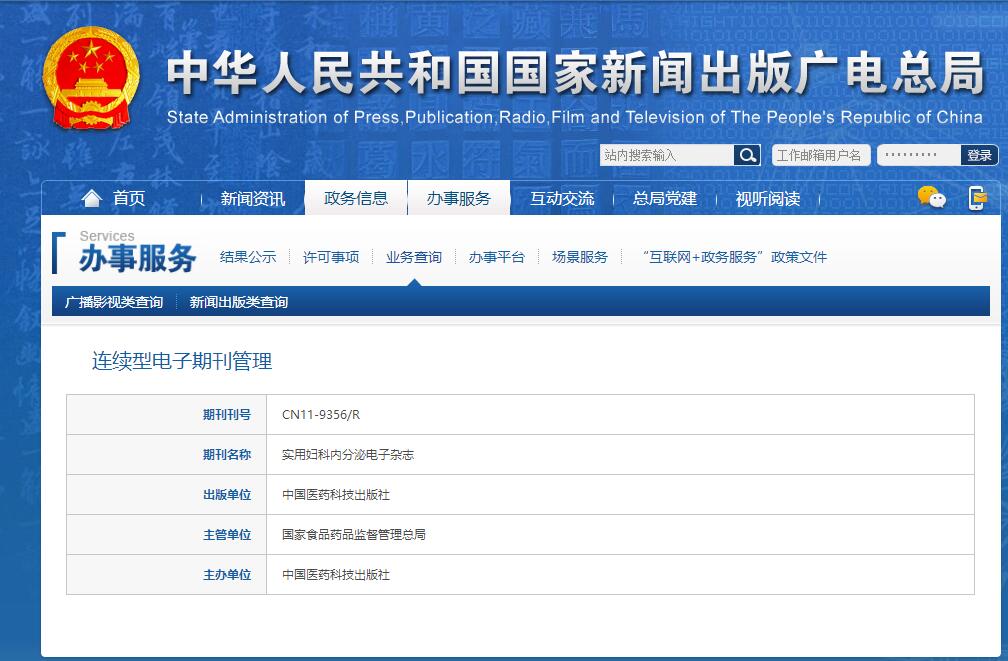 中华人民共和国国家新闻出版广电总局
State Administration of Press,Publication,Radio,Film and Television of The People's Republic of China
站内搜索输入 工作邮箱用户名 ········· 登录
首页 新闻资讯 政务信息 办事服务 互动交流 总局党建 视听阅读
Services
办事服务 结果公示 许可事项 业务查询 办事平台 场景服务 “互联网+政务服务”政策文件
广播影视类查询 新闻出版类查询
连续型电子期刊管理
期刊刊号 CN11-9356/R
期刊名称 实用妇科内分泌电子杂志
出版单位 中国医药科技出版社
主管单位 国家食品药品监督管理总局
主办单位 中国医药科技出版社